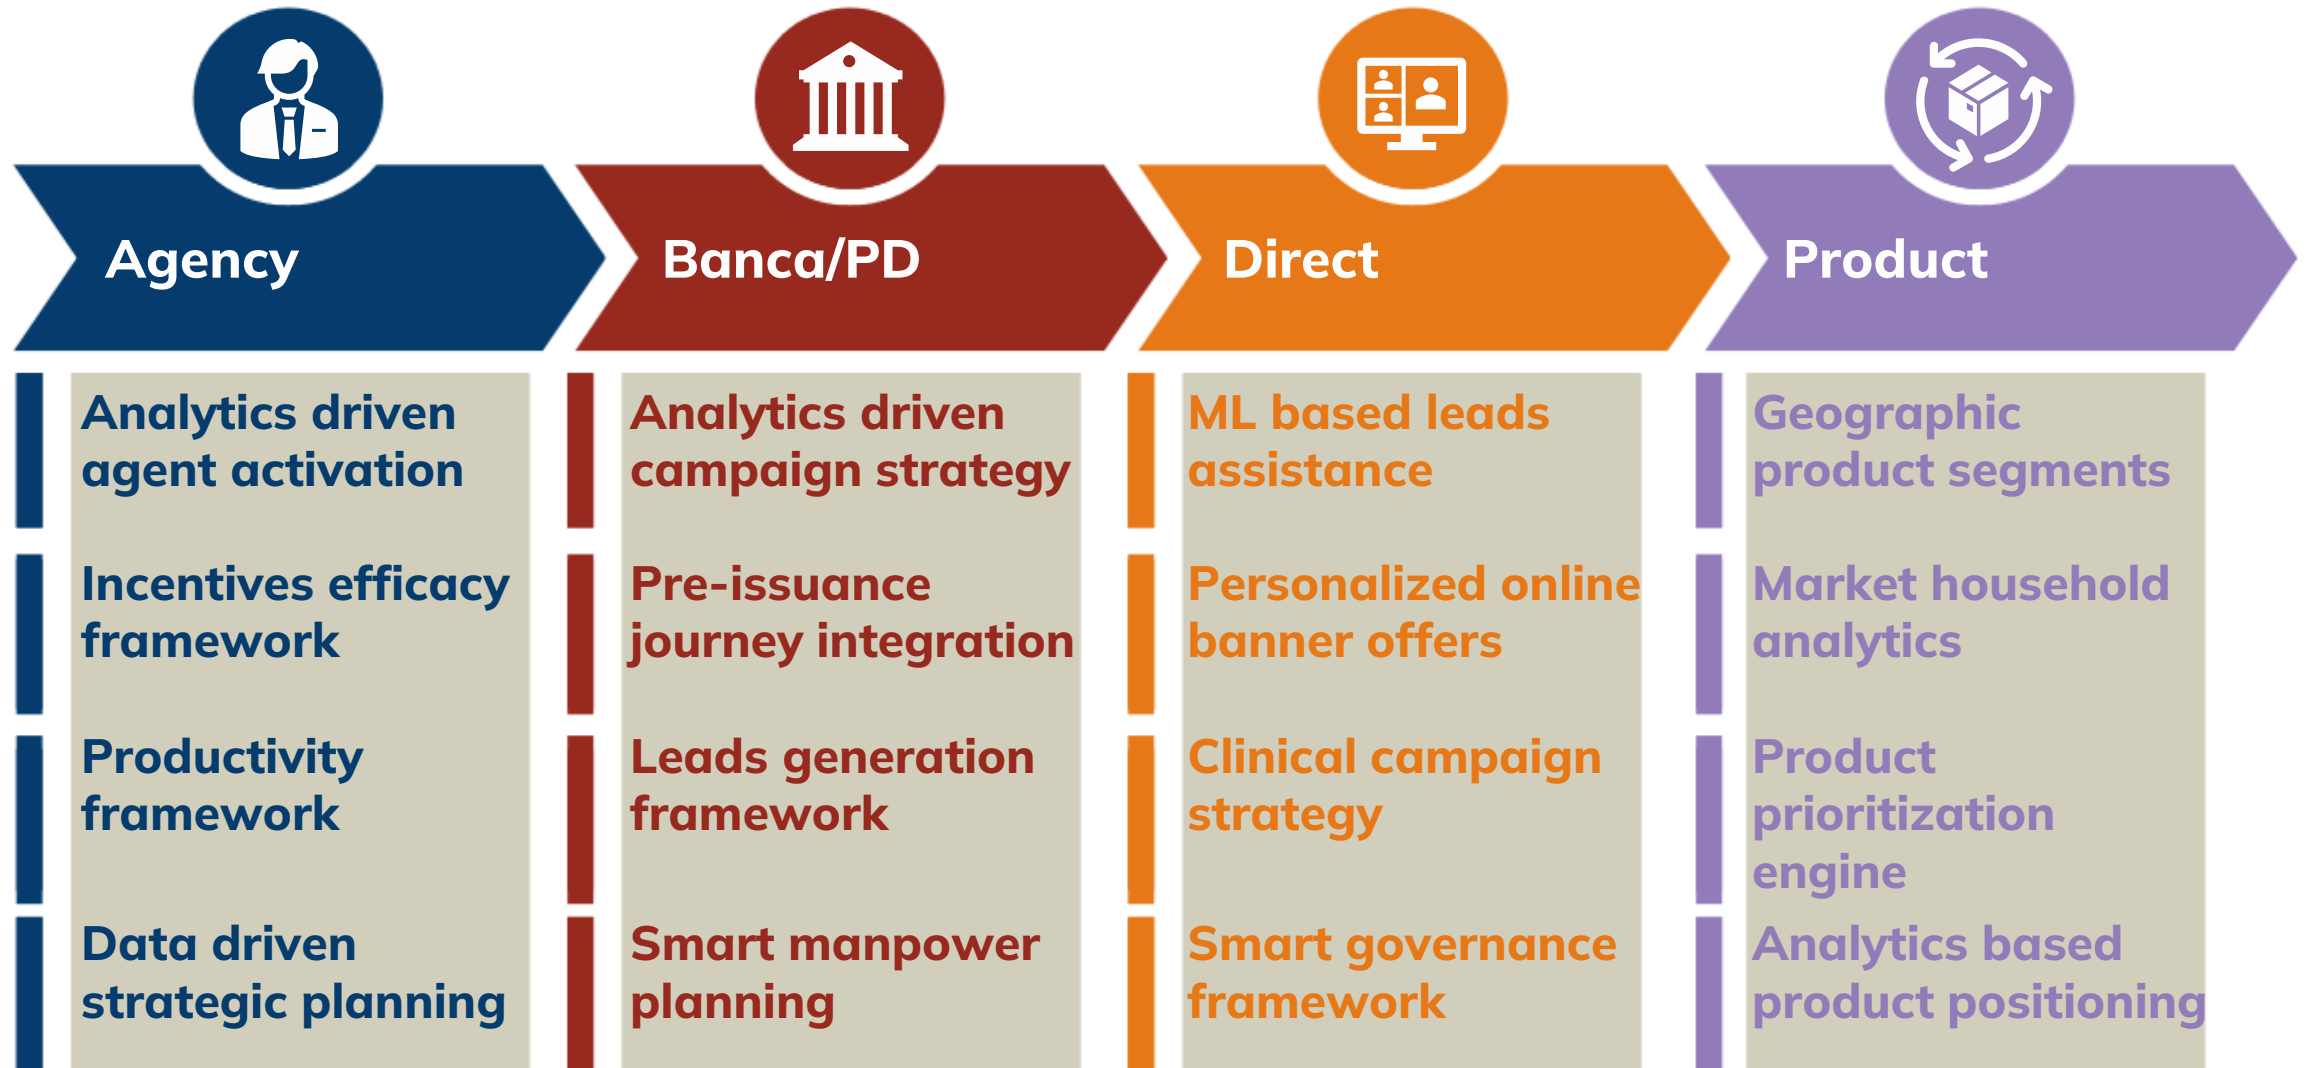 Agency
Banca/PD
Direct
Product
Analytics driven
agent activation
Incentives efficacy
framework
Productivity
framework
Data driven
strategic planning
Analytics driven
campaign strategy
Pre-issuance
journey integration
Leads generation
framework
Smart manpower
planning
ML based leads
assistance
Personalized online
banner offers
Clinical campaign
strategy
Smart governance
framework
Geographic
product segments
Market household
analytics
Product
prioritization
engine
Analytics based
product positioning